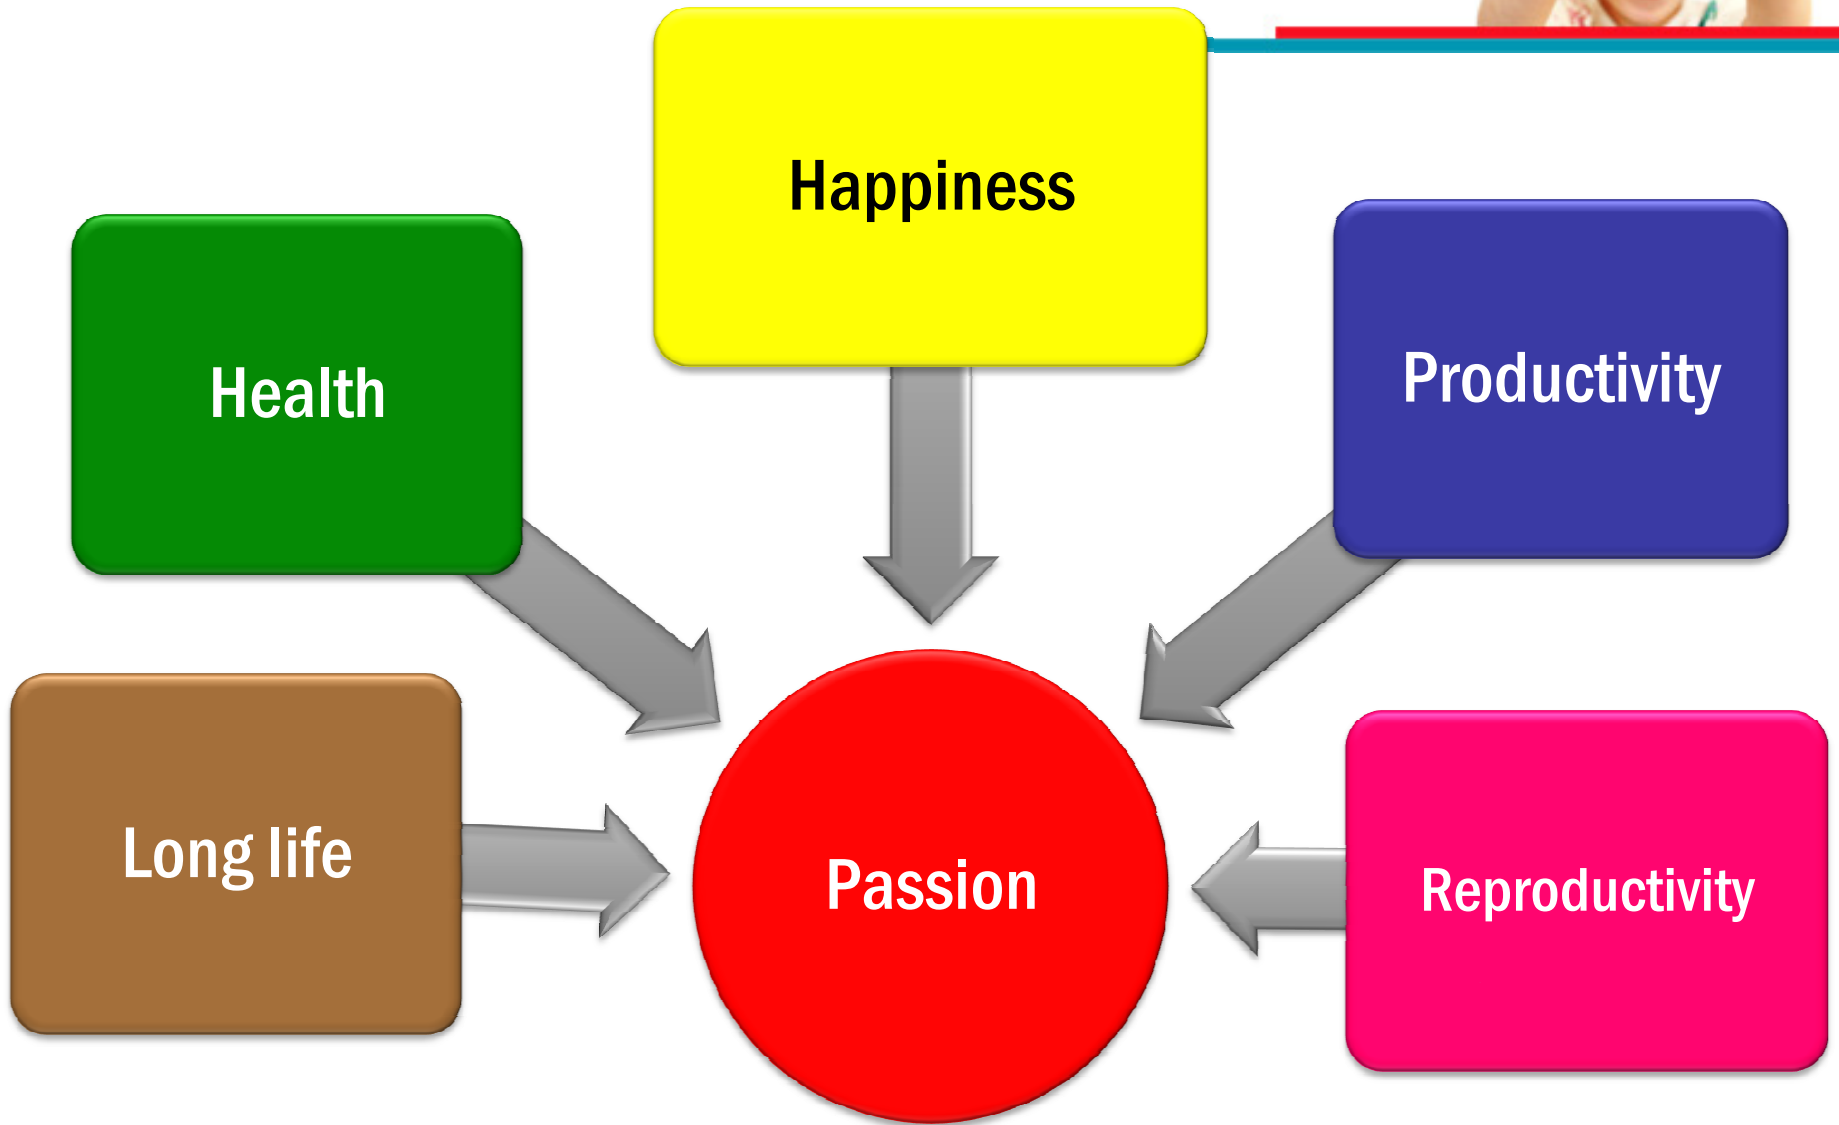 Happiness
Health
Productivity
Long life
Passion
Reproductivity